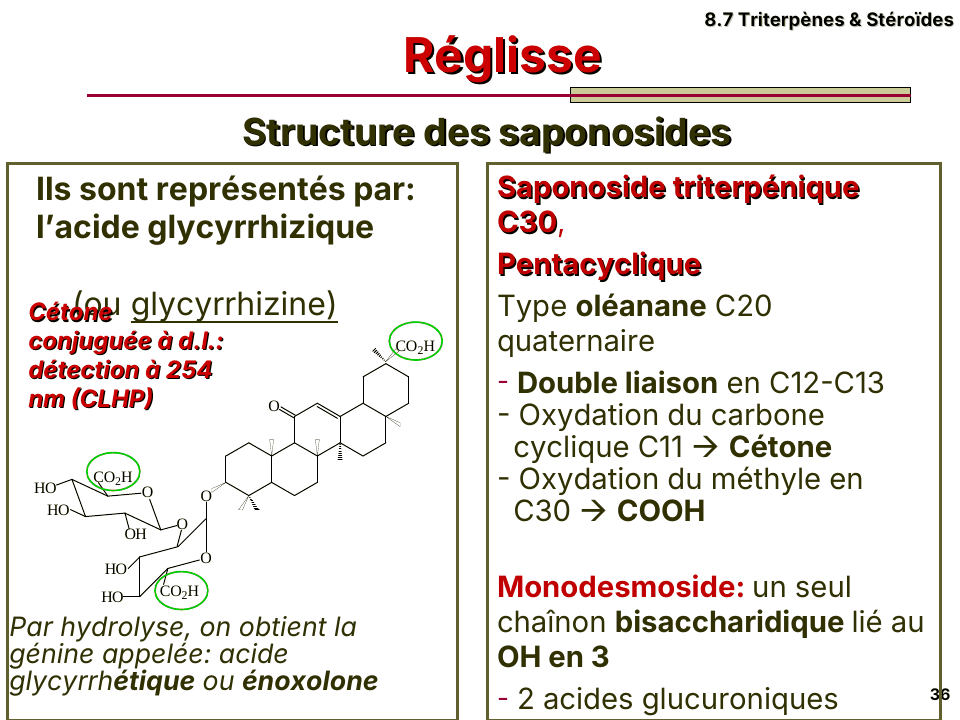 8.7 Triterpènes & Stéroïdes
Réglisse
Structure des saponosides
Ils sont représentés par:
l’acide glycyrrhizique
(ou glycyrrhizine)
Cétone
conjuguée à d.l.:
détection à 254
nm (CLHP)
CO2H
O
CO2H
HO
O
O
HO
O
OH
O
HO
HO
CO2H
Par hydrolyse, on obtient la
génine appelée: acide
glycyrrhétique ou énoxolone
Saponoside triterpénique
C30,
Pentacyclique
Type oléanane C20
quaternaire
- Double liaison en C12-C13
- Oxydation du carbone
cyclique C11 → Cétone
- Oxydation du méthyle en
C30 → COOH
Monodesmoside: un seul
chaînon bisaccharidique lié au
OH en 3
- 2 acides glucuroniques
36